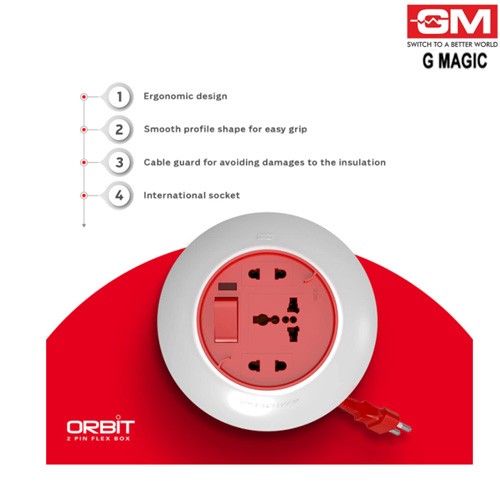 GM
SWITCH TO A BETTER WORLD
G MAGIC
1 Ergonomic design
2 Smooth profile shape for easy grip
3 Cable guard for avoiding damages to the insulation
4 International socket
ORBIT
2 PIN FLEX BOX